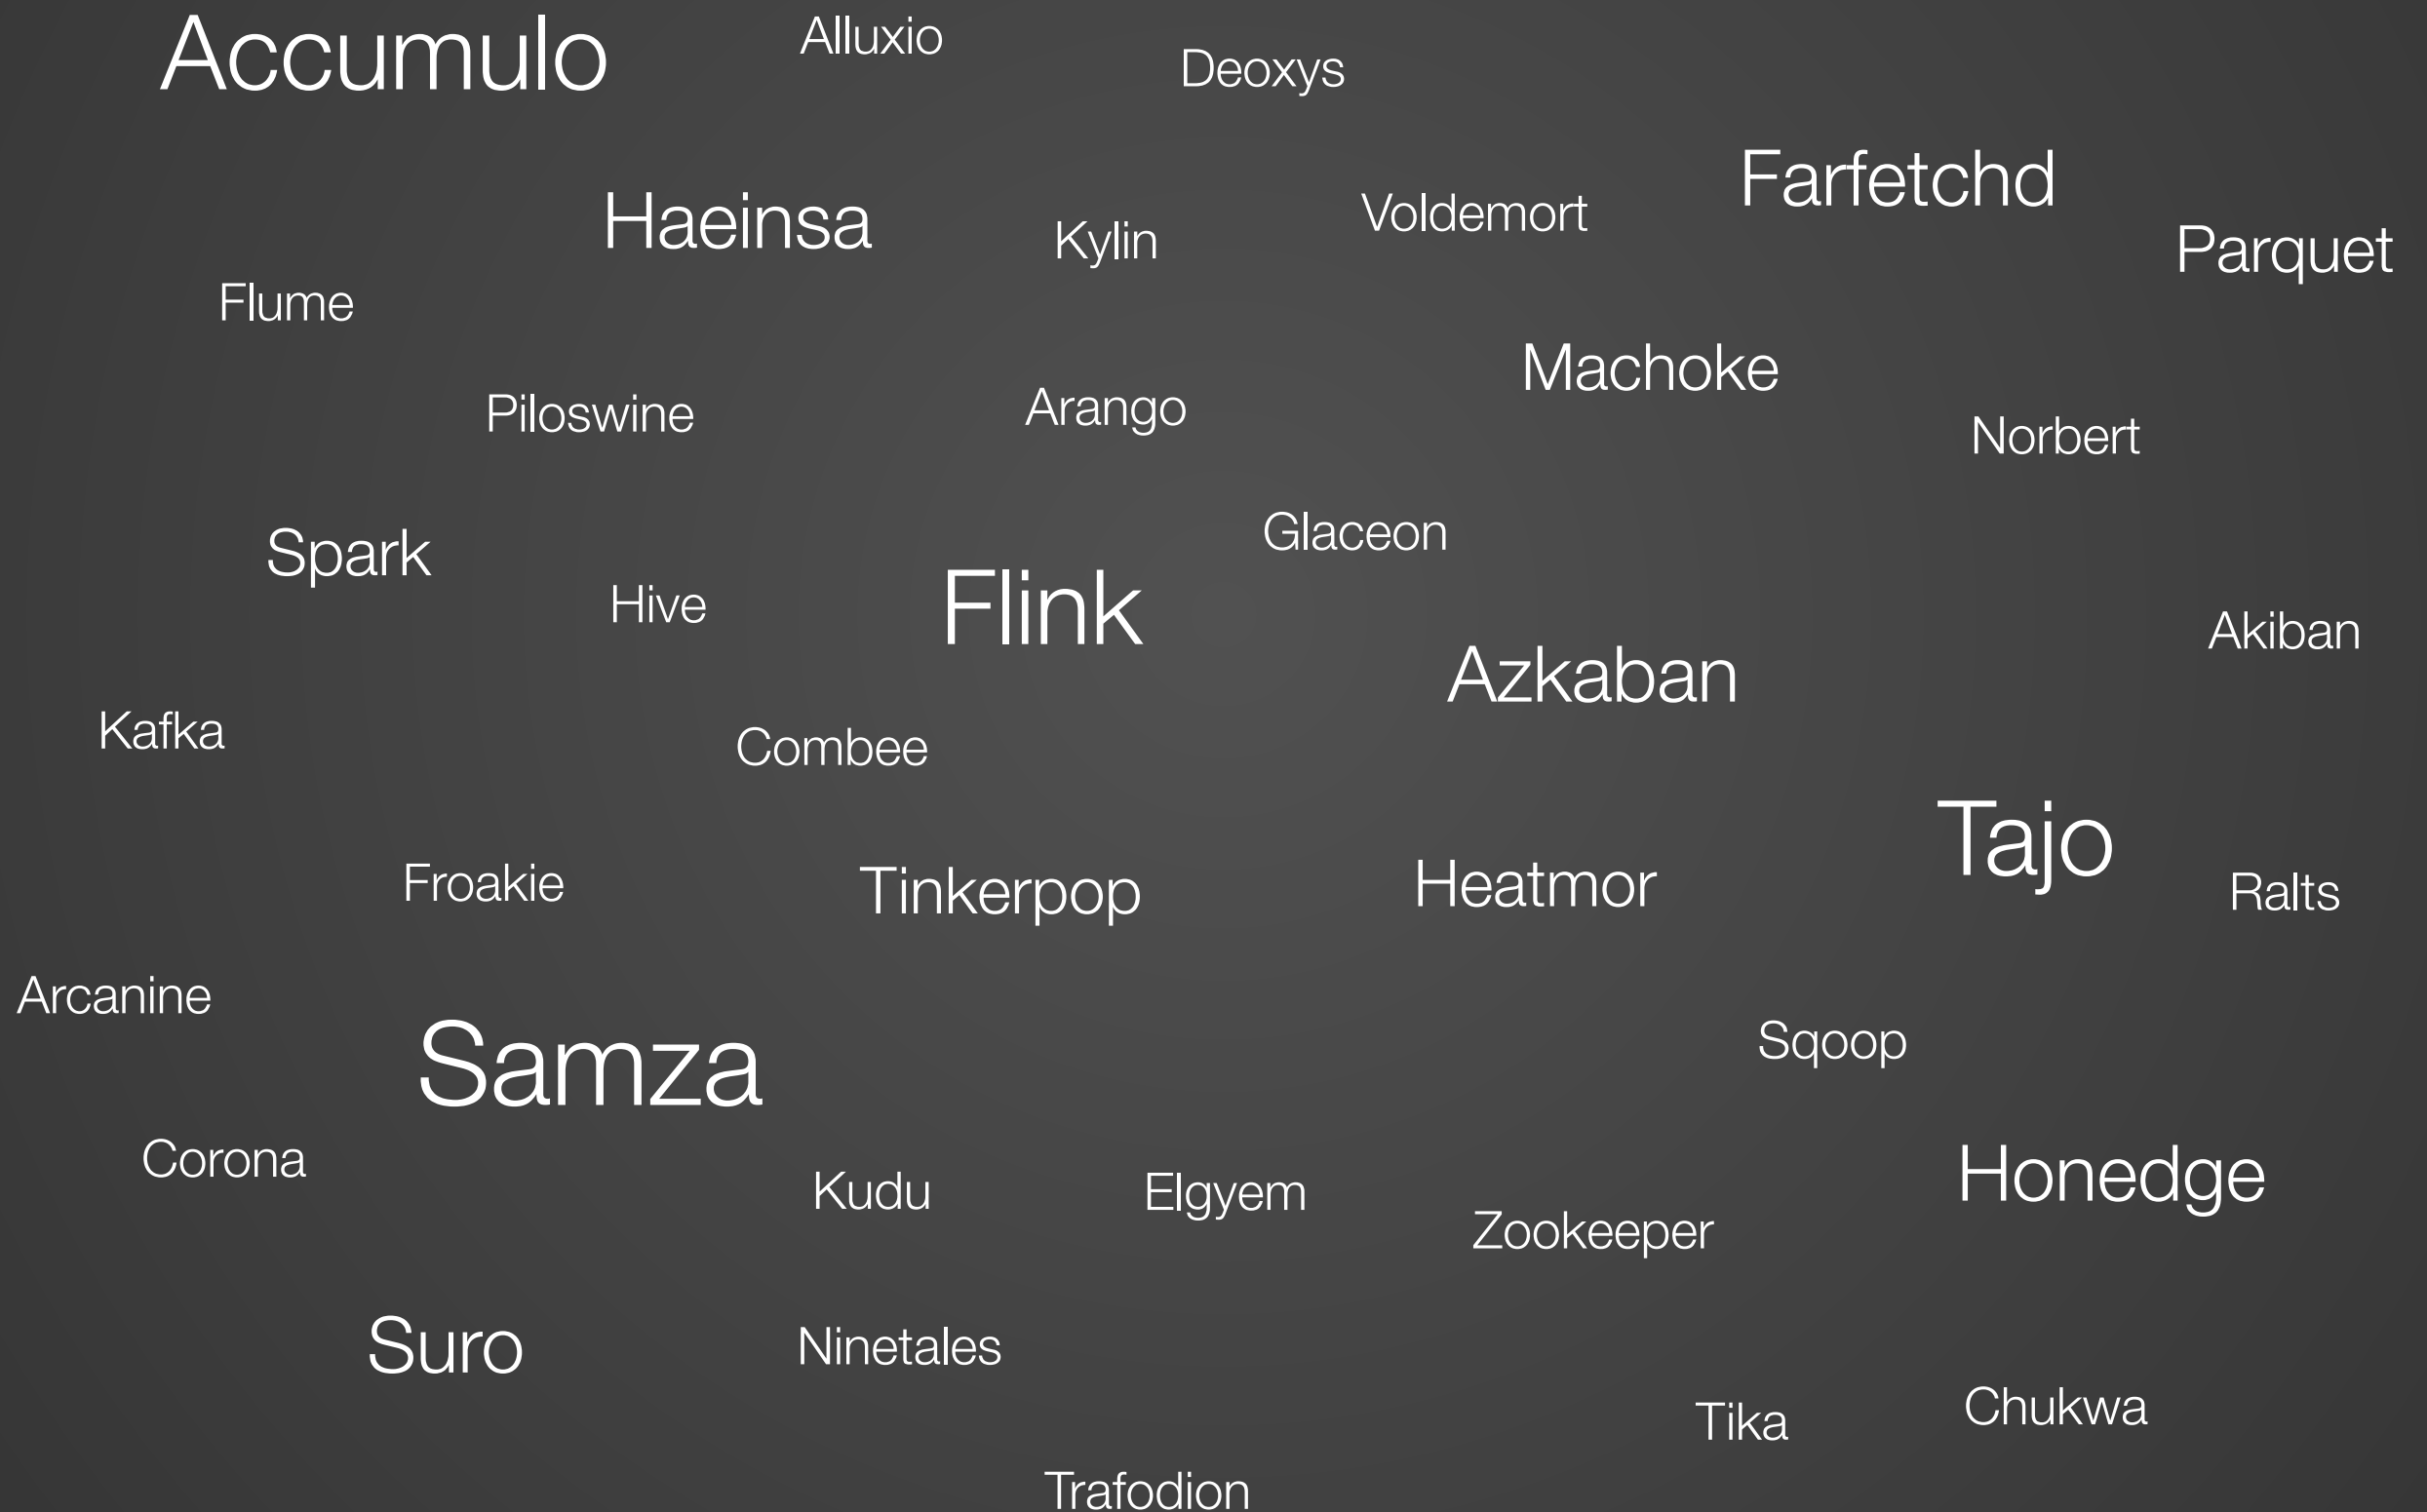 Accumulo
Alluxio
Deoxys
Farfetchd
Haeinsa
Voldemort
Kylin
Parquet
Flume
Machoke
Piloswine
Arango
Norbert
Glaceon
Spark
Hive
Flink
Akiban
Azkaban
Kafka
Combee
Tajo
Froakie
Tinkerpop
Heatmor
Ralts
Arcanine
Samza
Sqoop
Corona
Kudu
Elgyem
Honedge
Zookeeper
Suro
Ninetales
Tika
Chukwa
Trafodion